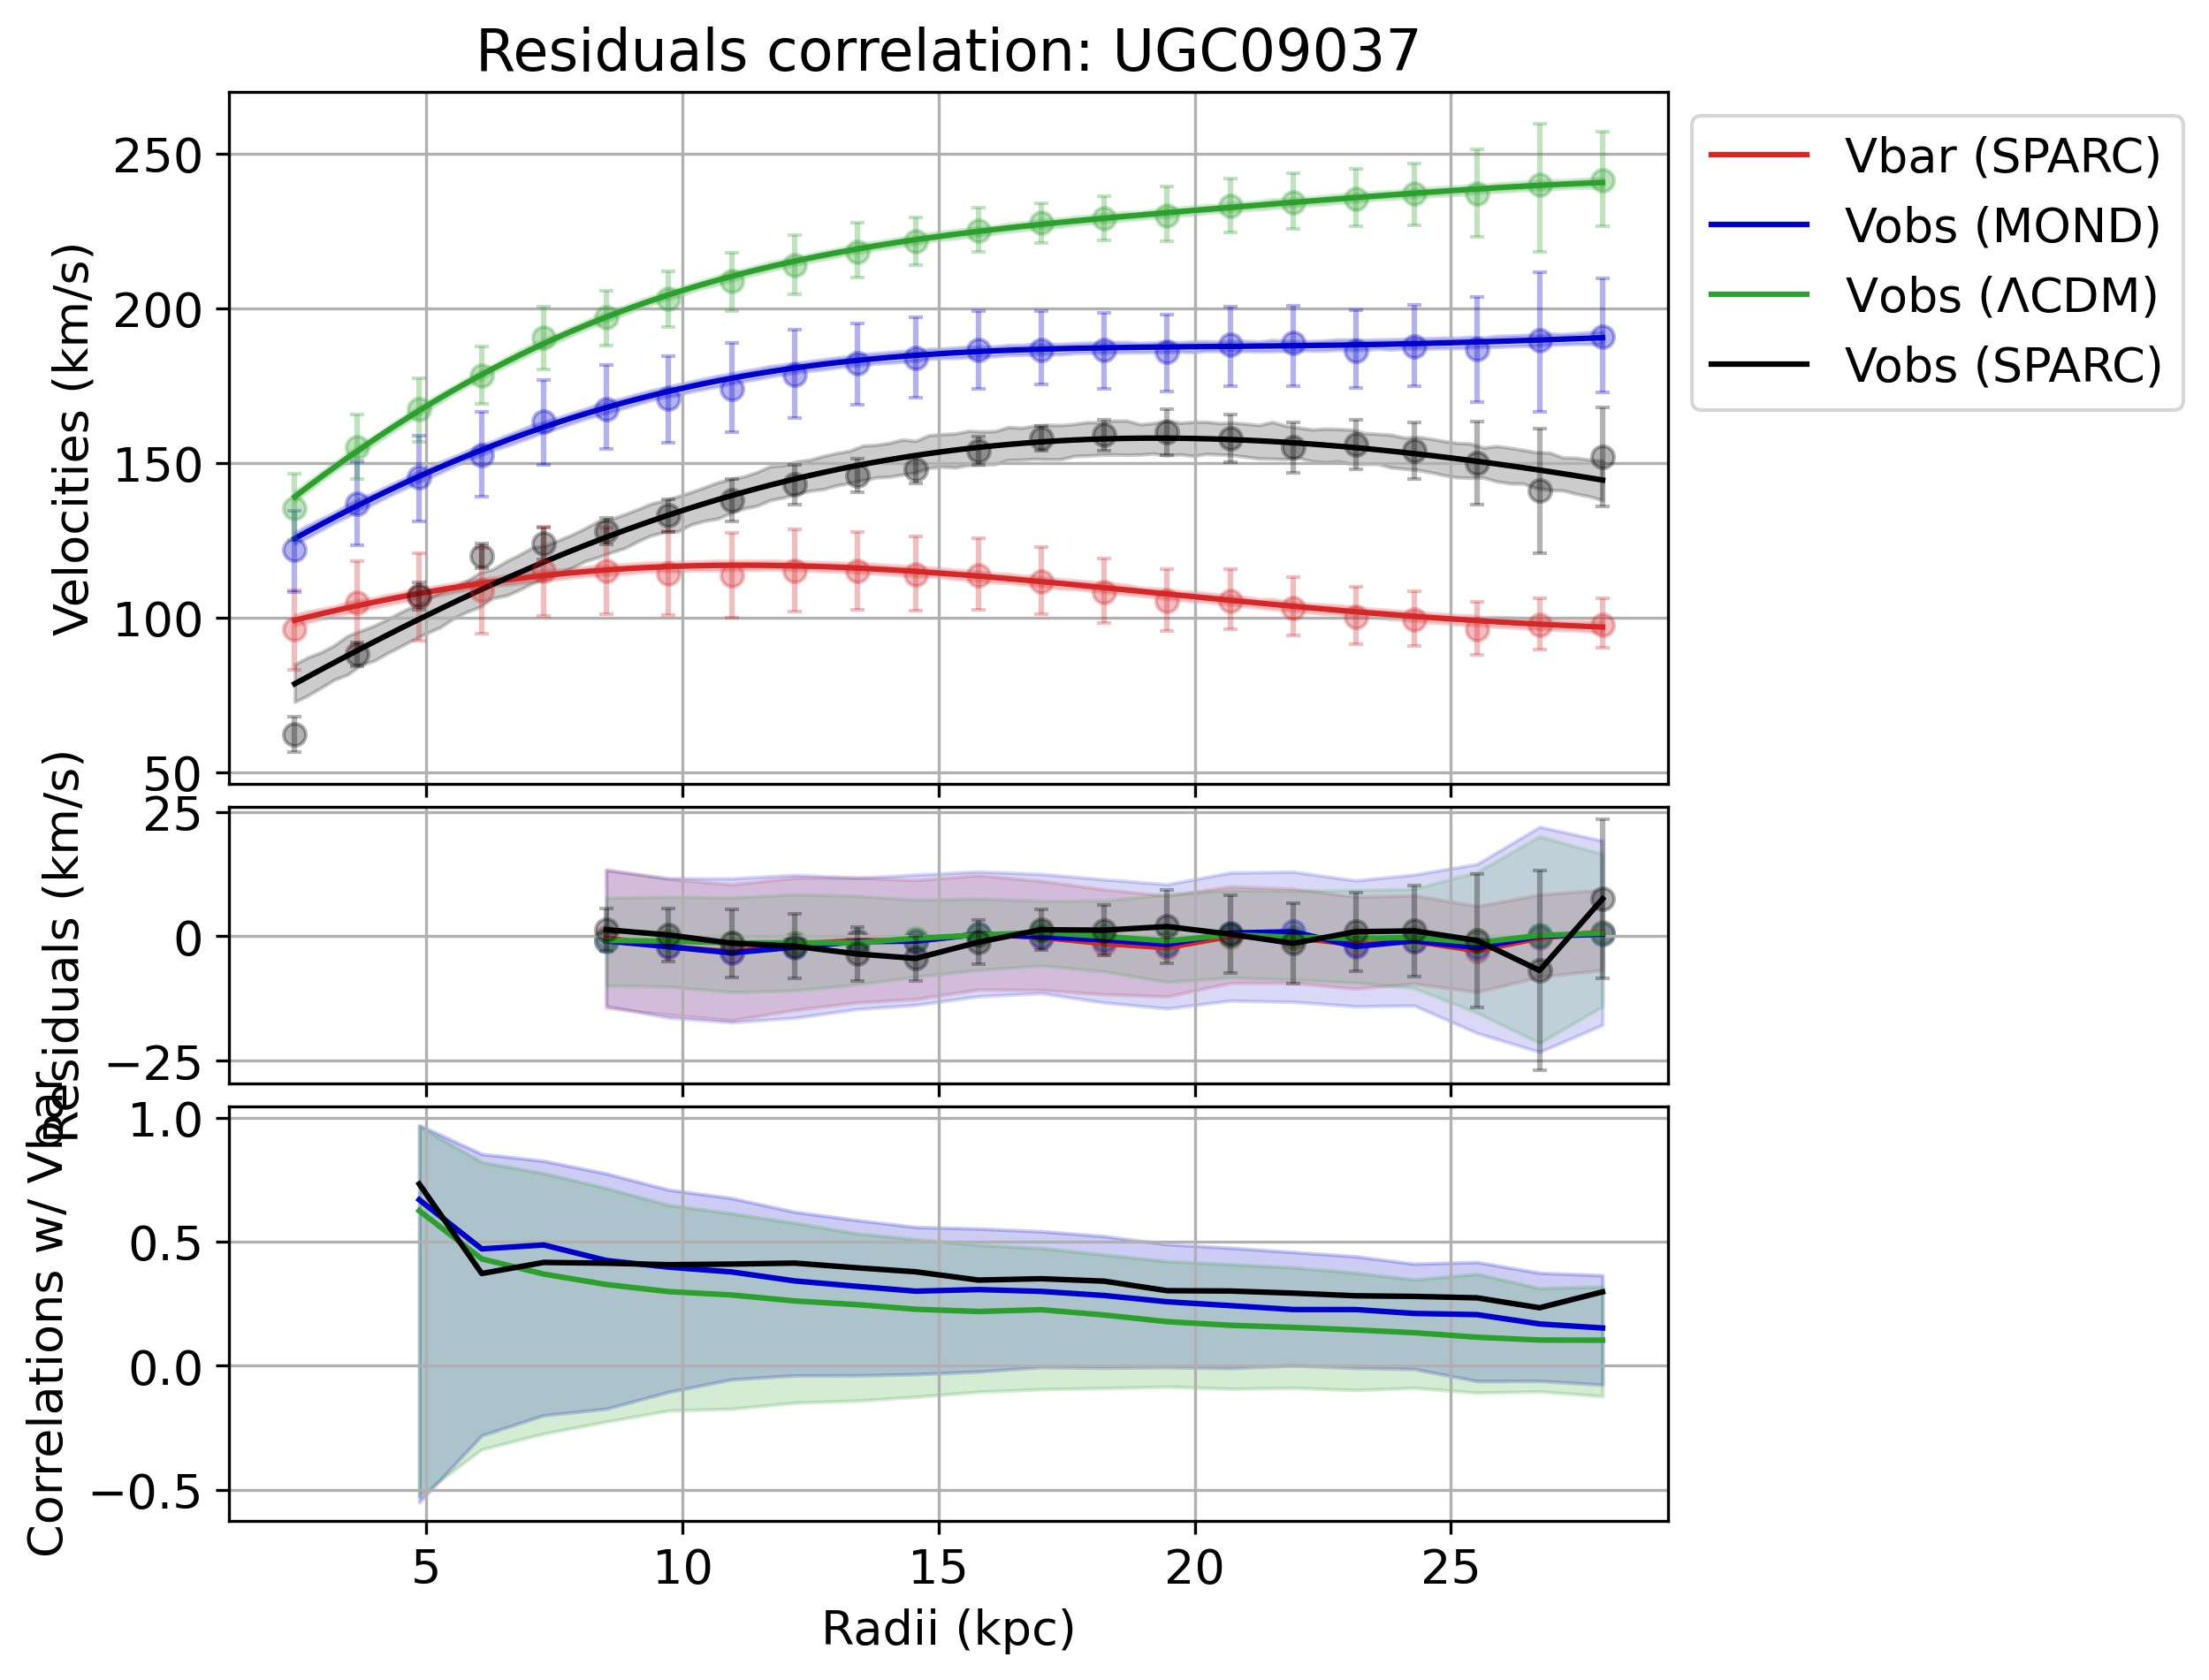 Residuals correlation: UGC09037
Velocities (km/s)
250
200
150
100
50
Vbar (SPARC)
Vobs (MOND)
Vobs (ΛCDM)
Vobs (SPARC)
Residuals (km/s)
25
0
−25
Correlations w/ Vbar
1.0
0.5
0.0
−0.5
5 10 15 20 25
Radii (kpc)